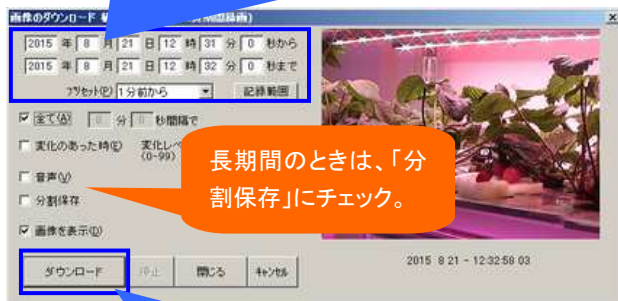 画像のダウンロード
2015 年 8 月 21 日 12 時 31 分 0 秒から
2015 年 8 月 21 日 12 時 32 分 0 秒まで
プリセット(P) 1分前から 記録範囲
全て(A) 分 秒間隔で
変化のあった時(E) 変化レベ
(0-99)
音声(V)
分割保存
画像を表示(D)
長期間のときは、「分
割保存」にチェック。
ダウンロード 停止 閉じる キャンセル
2015 8 21 - 12:32:58 03